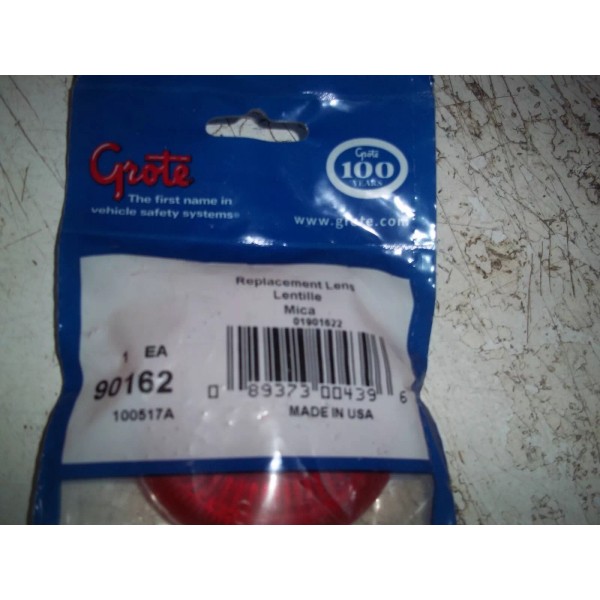 Grote
The first name in
vehicle safety systems®
Grote
100
YEARS
www.grote.com
Replacement Lens
Lentille
Mica
01901622
1 EA
90162
100517A
0 89373 00439 6
MADE IN USA